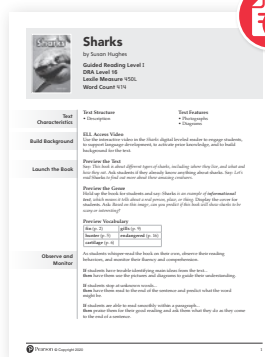 Sharks
Sharks
by Susan Hughes
Guided Reading Level I
DRA Level 16
Lexile Measure 450L
Word Count 414
Text Characteristics
Text Structure
• Description
Text Features
• Photographs
• Diagrams
Build Background
ELL Access Video
Use the interactive video in the Sharks digital leveled reader to engage students,
to support language development, to activate prior knowledge, and to build
background for the text.
Launch the Book
Preview the Text
Say: This book is about different types of sharks, including where they live, and what and
how they eat. Ask students if they already know anything about sharks. Say: Let's
read Sharks to find out more about these amazing creatures.
Preview the Genre
Hold up the book for students and say: Sharks is an example of informational
text, which means it tells about a real person, place, or thing. Display the cover for
students. Ask: Based on this image, can you predict if this book will show sharks to be
scary or interesting?
Preview Vocabulary
fin (p. 2) gills (p. 9)
hunter (p. 5) endangered (p. 16)
cartilage (p. 6)
Observe and Monitor
As students whisper-read the book on their own, observe their reading
behaviors, and monitor their fluency and comprehension.
If students have trouble identifying main ideas from the text...
then have them use the pictures and diagrams to guide their understanding.
If students stop at unknown words...
then have them read to the end of the sentence and predict what the word
might be.
If students are able to read smoothly within a paragraph...
then praise them for their good reading and ask them what they do as they come
to the end of a sentence.
Pearson © Copyright 2020
1